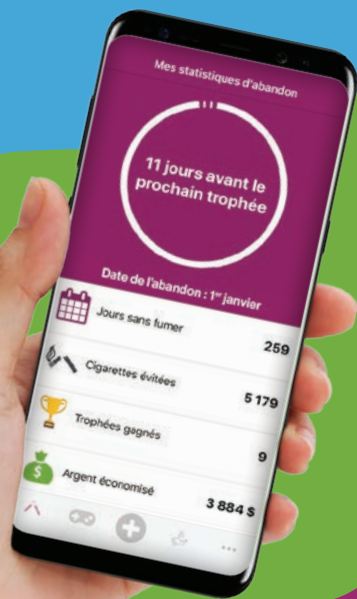 Mes statistiques d'abandon
11 jours avant le
prochain trophée
Date de l'abandon : 1er janvier
Jours sans fumer
259
Cigarettes évitées
5 179
Trophées gagnés
9
$
Argent économisé
3 884 $